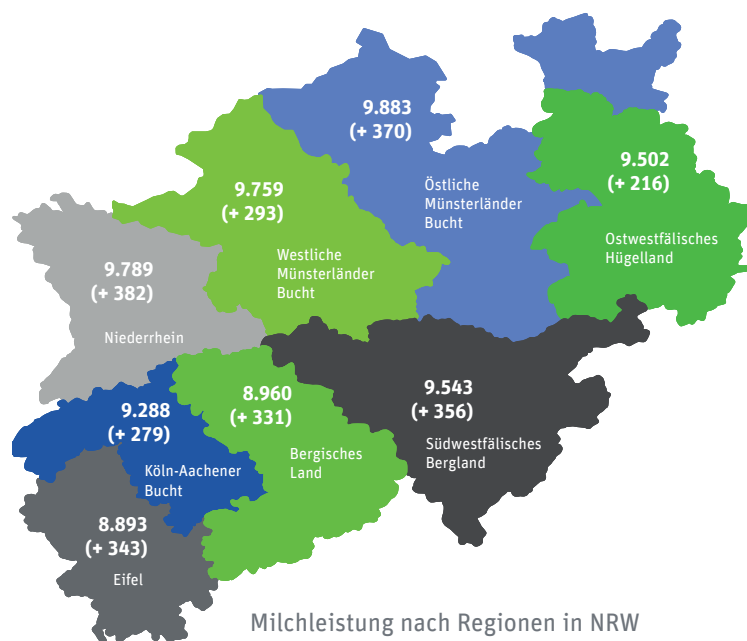 9.883
(+ 370)
Östliche
Münsterländer
Bucht
9.502
(+ 216)
Ostwestfälisches
Hügelland
9.759
(+ 293)
Westliche
Münsterländer
Bucht
9.789
(+ 382)
Niederrhein
8.960
(+ 331)
Bergisches
Land
9.543
(+ 356)
Südwestfälisches
Bergland
9.288
(+ 279)
Köln-Aachener
Bucht
8.893
(+ 343)
Eifel
Milchleistung nach Regionen in NRW